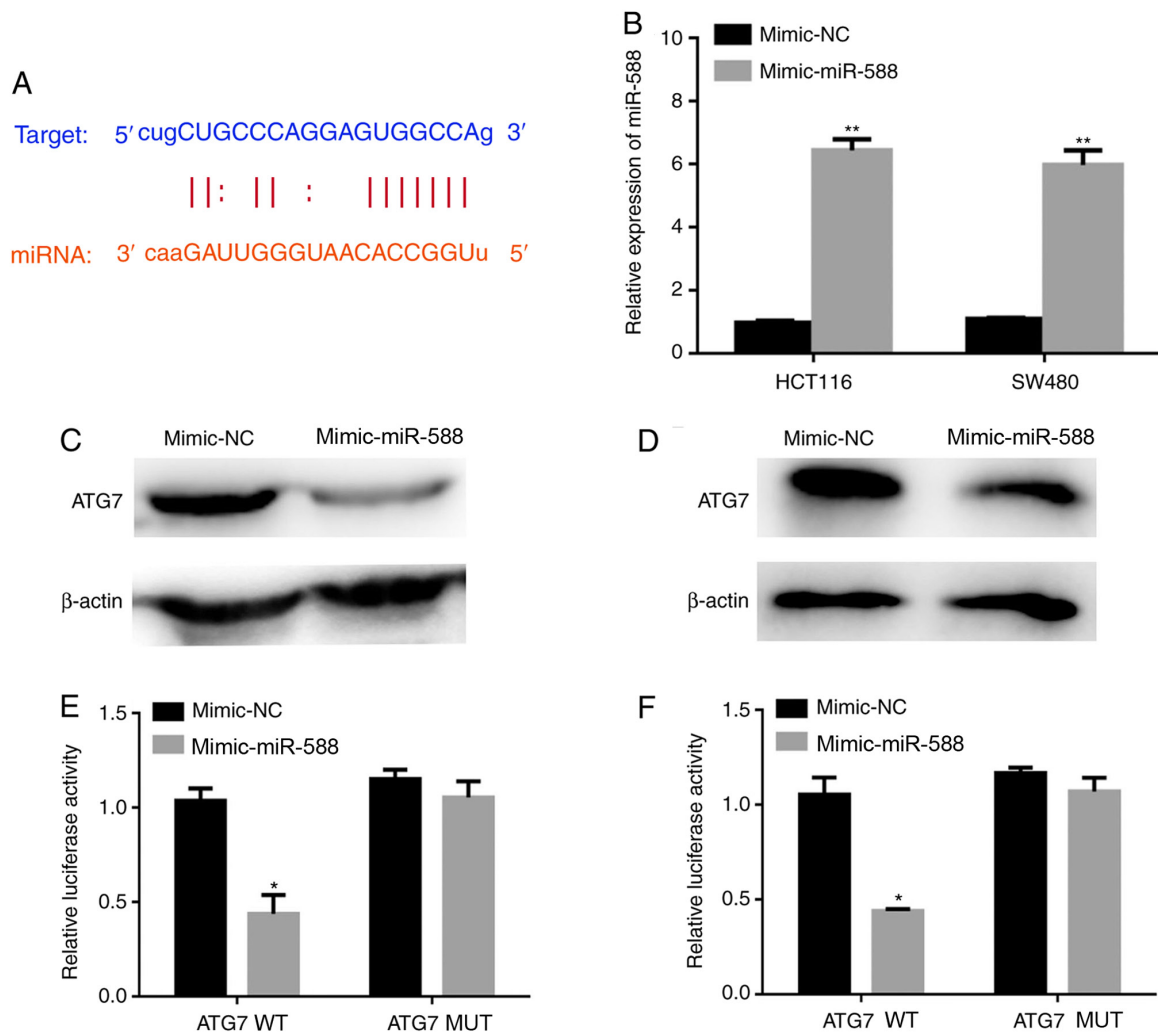 A
Target: 5′ cugCUGCCCAGGAGUGGCCAg 3′
||: || : |||||||
miRNA: 3′ caaGAUUGGGUAACACCGGUu 5′
B
Mimic-NC
Mimic-miR-588
Relative expression of miR-588
10
8
6
4
2
0
**
**
HCT116 SW480
C
Mimic-NC Mimic-miR-588
ATG7
β-actin
D
Mimic-NC Mimic-miR-588
ATG7
β-actin
E
Mimic-NC
Mimic-miR-588
Relative luciferase activity
1.5
1.0
0.5
0.0
*
ATG7 WT ATG7 MUT
F
Mimic-NC
Mimic-miR-588
Relative luciferase activity
1.5
1.0
0.5
0.0
*
ATG7 WT ATG7 MUT